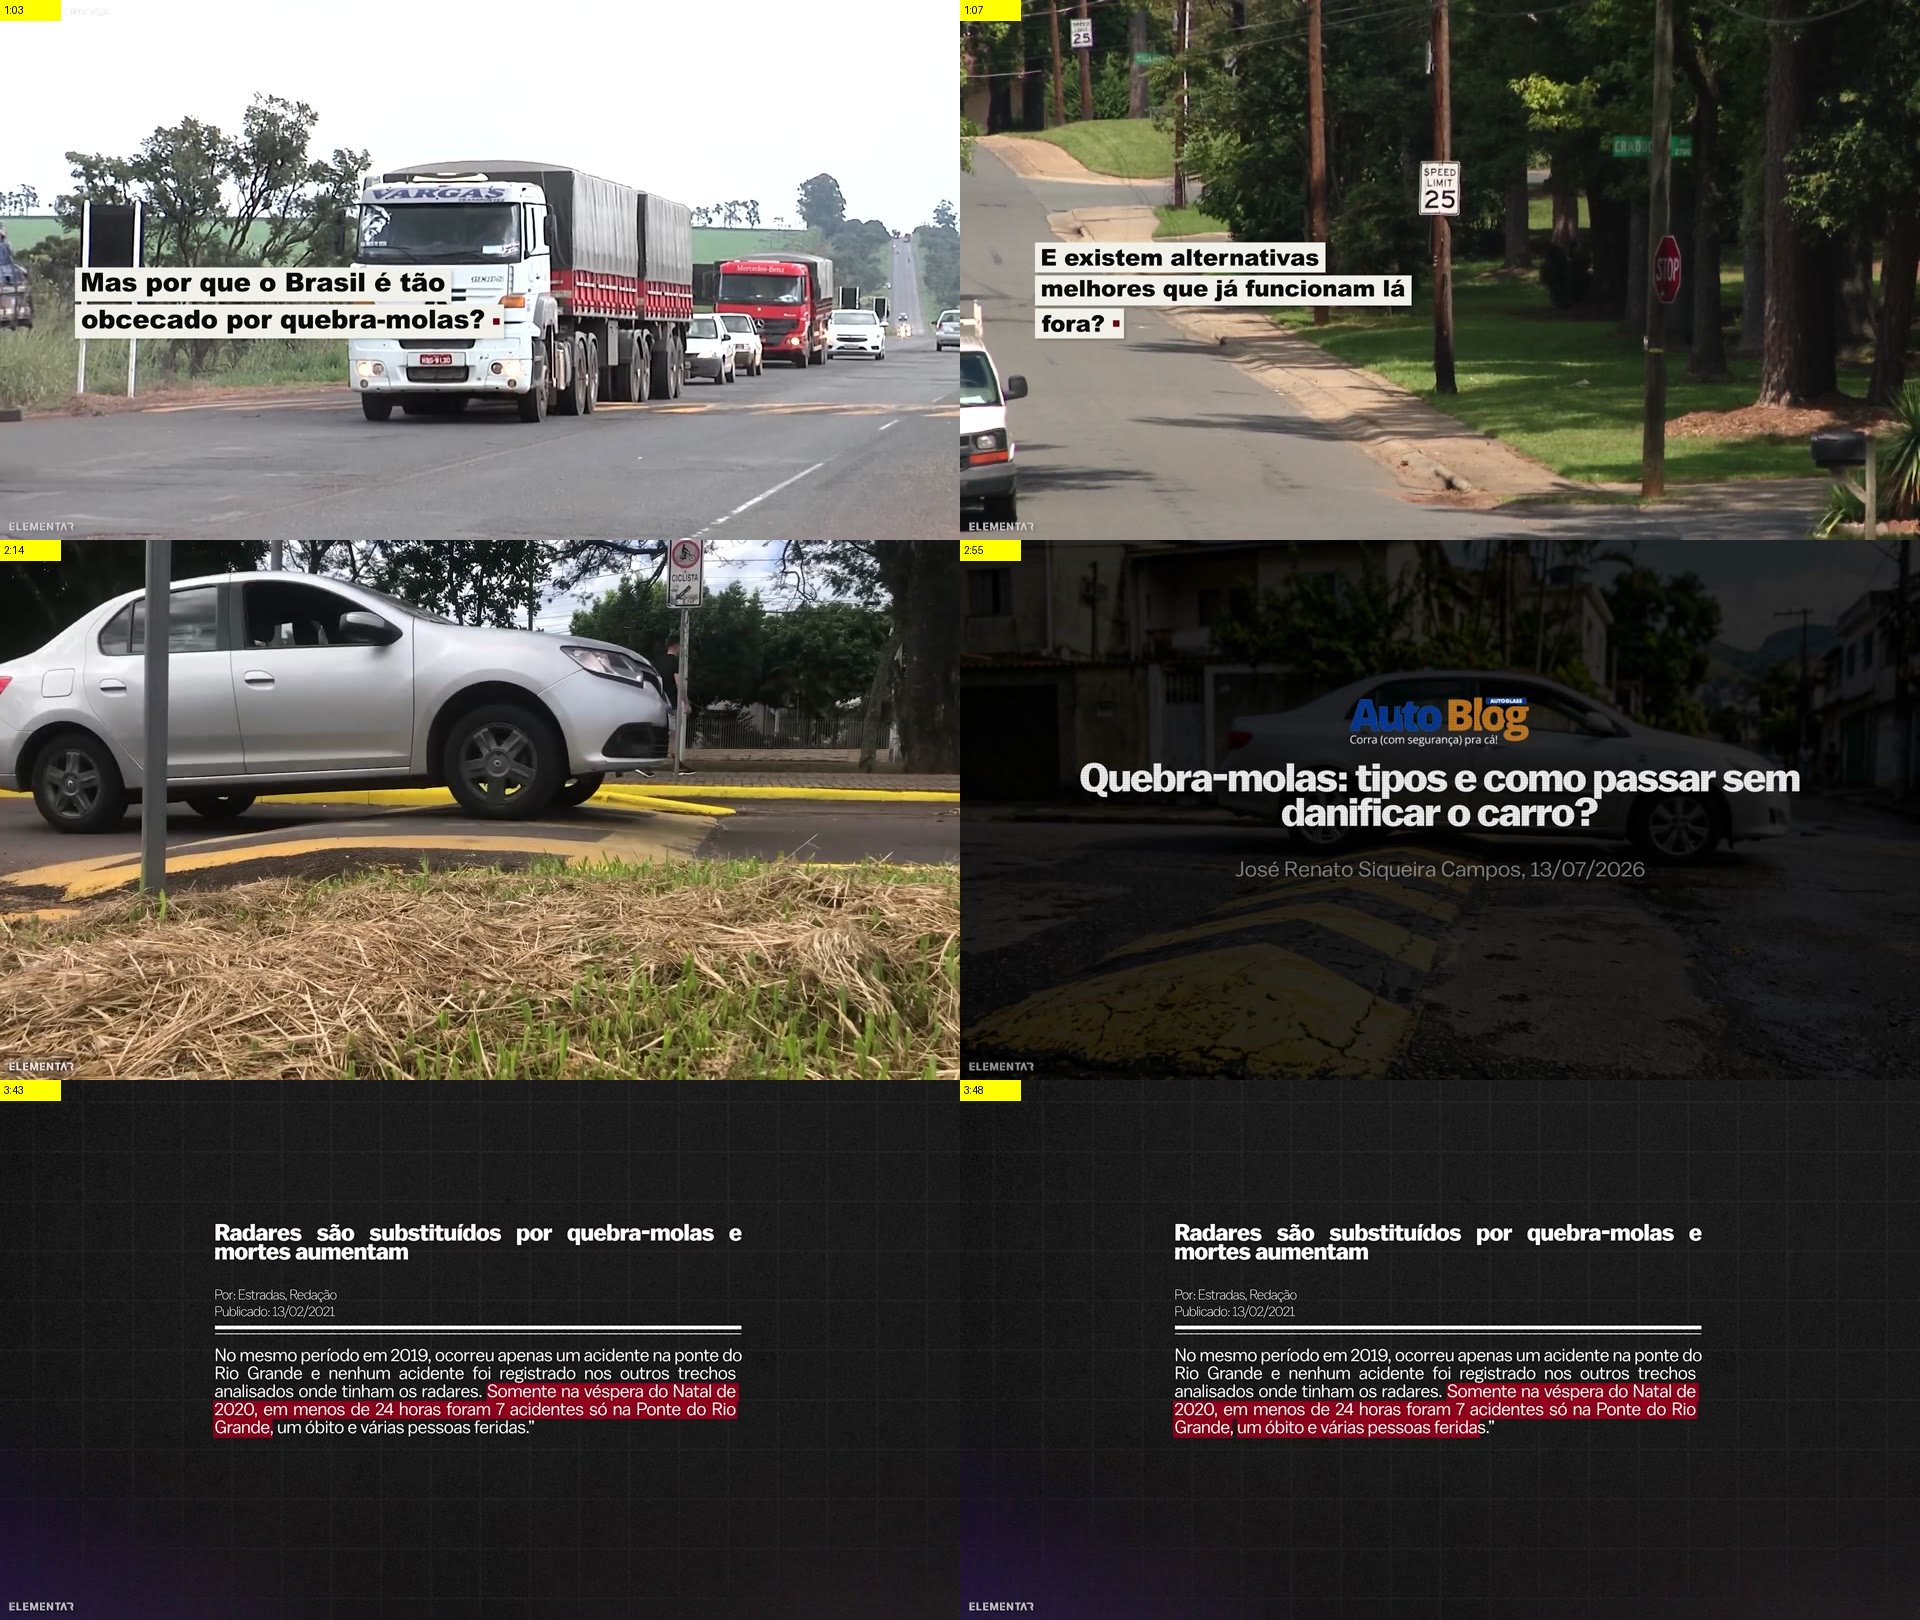 1:03
VARGAS
Mercedes-Benz
Mas por que o Brasil é tão
obcecado por quebra-molas?
ELEMENTAR
1:07
SPEED
LIMIT
25
SPEED
LIMIT
25
STOP
E existem alternativas
melhores que já funcionam lá
fora?
ELEMENTAR
2:14
CICLISTA
ELEMENTAR
2:55
AUTOGLASS
Auto Blog
Corra (com segurança) pra cá!
Quebra-molas: tipos e como passar sem
danificar o carro?
José Renato Siqueira Campos, 13/07/2026
ELEMENTAR
3:43
Radares são substituídos por quebra-molas e
mortes aumentam
Por: Estradas, Redação
Publicado: 13/02/2021
No mesmo período em 2019, ocorreu apenas um acidente na ponte do
Rio Grande e nenhum acidente foi registrado nos outros trechos
analisados onde tinham os radares. Somente na véspera do Natal de
2020, em menos de 24 horas foram 7 acidentes só na Ponte do Rio
Grande, um óbito e várias pessoas feridas.”
ELEMENTAR
3:48
Radares são substituídos por quebra-molas e
mortes aumentam
Por: Estradas, Redação
Publicado: 13/02/2021
No mesmo período em 2019, ocorreu apenas um acidente na ponte do
Rio Grande e nenhum acidente foi registrado nos outros trechos
analisados onde tinham os radares. Somente na véspera do Natal de
2020, em menos de 24 horas foram 7 acidentes só na Ponte do Rio
Grande, um óbito e várias pessoas feridas.”
ELEMENTAR